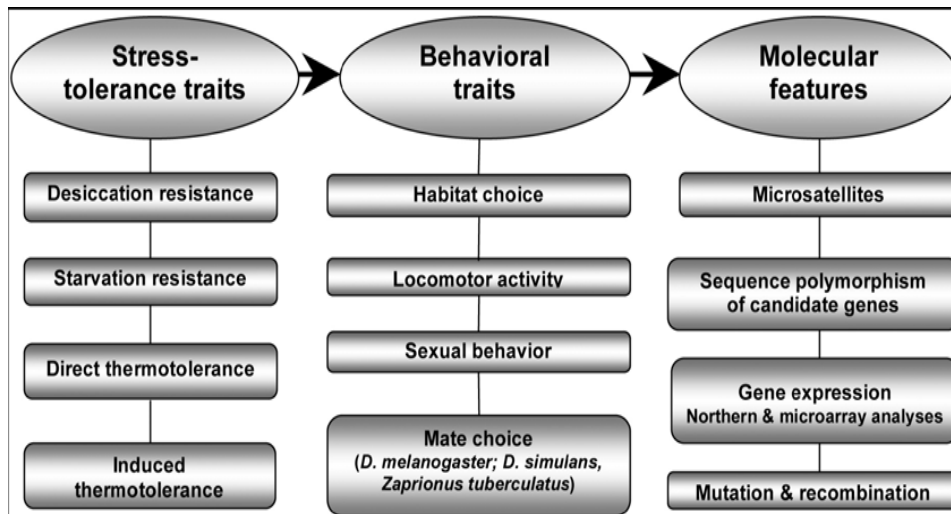 Stress-
tolerance traits
Desiccation resistance
Starvation resistance
Direct thermotolerance
Induced
thermotolerance
Behavioral
traits
Habitat choice
Locomotor activity
Sexual behavior
Mate choice
(D. melanogaster; D. simulans,
Zaprionus tuberculatus)
Molecular
features
Microsatellites
Sequence polymorphism
of candidate genes
Gene expression
Northern & microarray analyses
Mutation & recombination